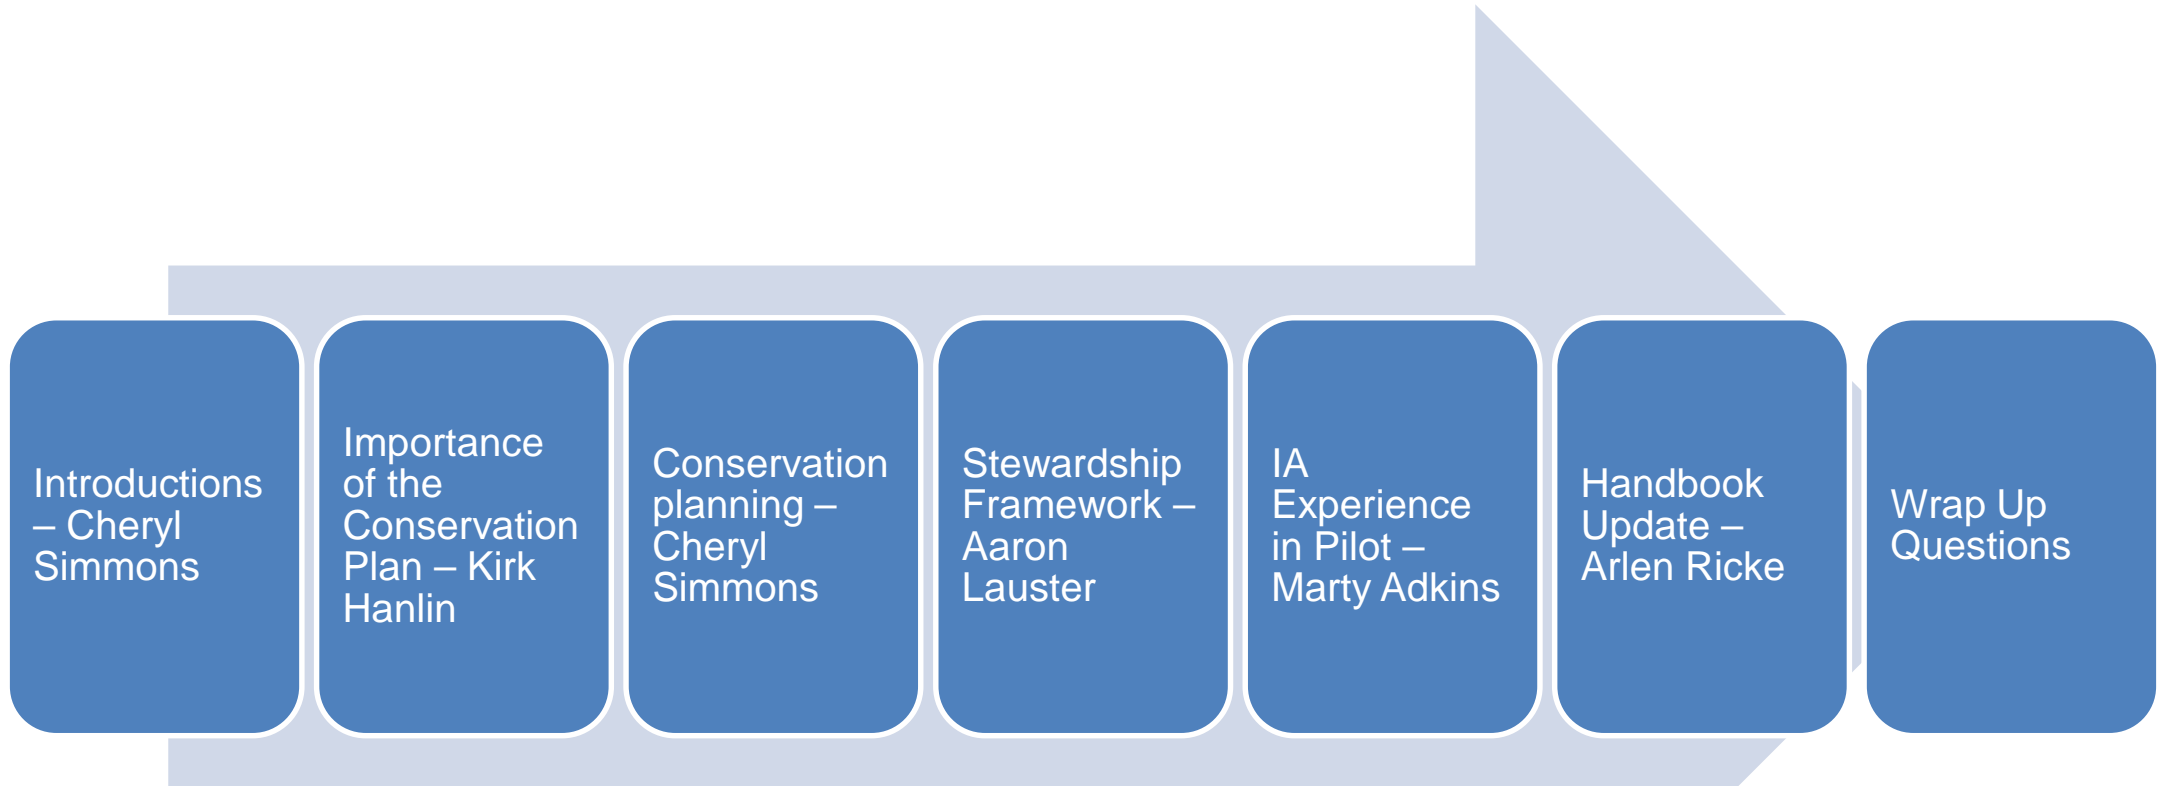 Introductions
– Cheryl
Simmons
Importance
of the
Conservation
Plan – Kirk
Hanlin
Conservation
planning –
Cheryl
Simmons
Stewardship
Framework –
Aaron
Lauster
IA
Experience
in Pilot –
Marty Adkins
Handbook
Update –
Arlen Ricke
Wrap Up
Questions